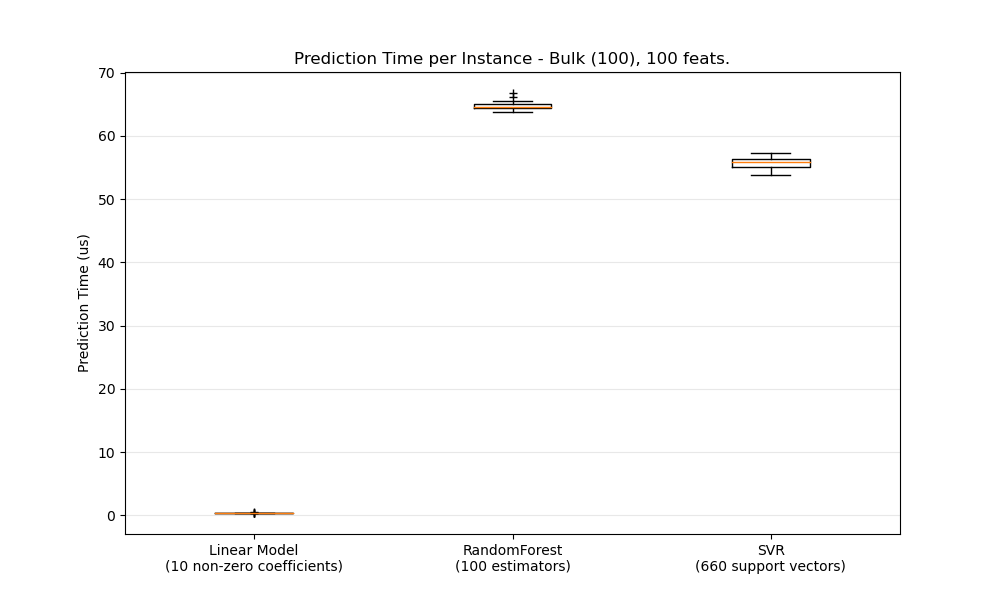 Prediction Time per Instance - Bulk (100), 100 feats.
70
60
50
40
30
20
10
0
Prediction Time (us)
Linear Model
(10 non-zero coefficients)
RandomForest
(100 estimators)
SVR
(660 support vectors)